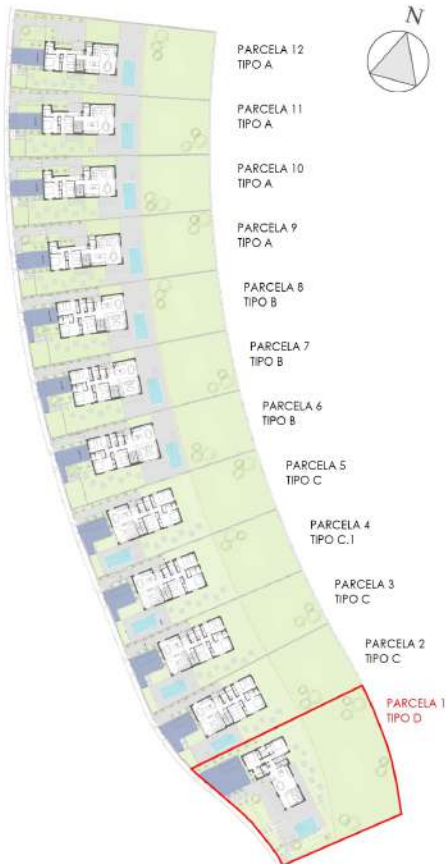 N
PARCELA 12
TIPO A
PARCELA 11
TIPO A
PARCELA 10
TIPO A
PARCELA 9
TIPO A
PARCELA 8
TIPO B
PARCELA 7
TIPO B
PARCELA 6
TIPO B
PARCELA 5
TIPO C
PARCELA 4
TIPO C.1
PARCELA 3
TIPO C
PARCELA 2
TIPO C
PARCELA 1
TIPO D